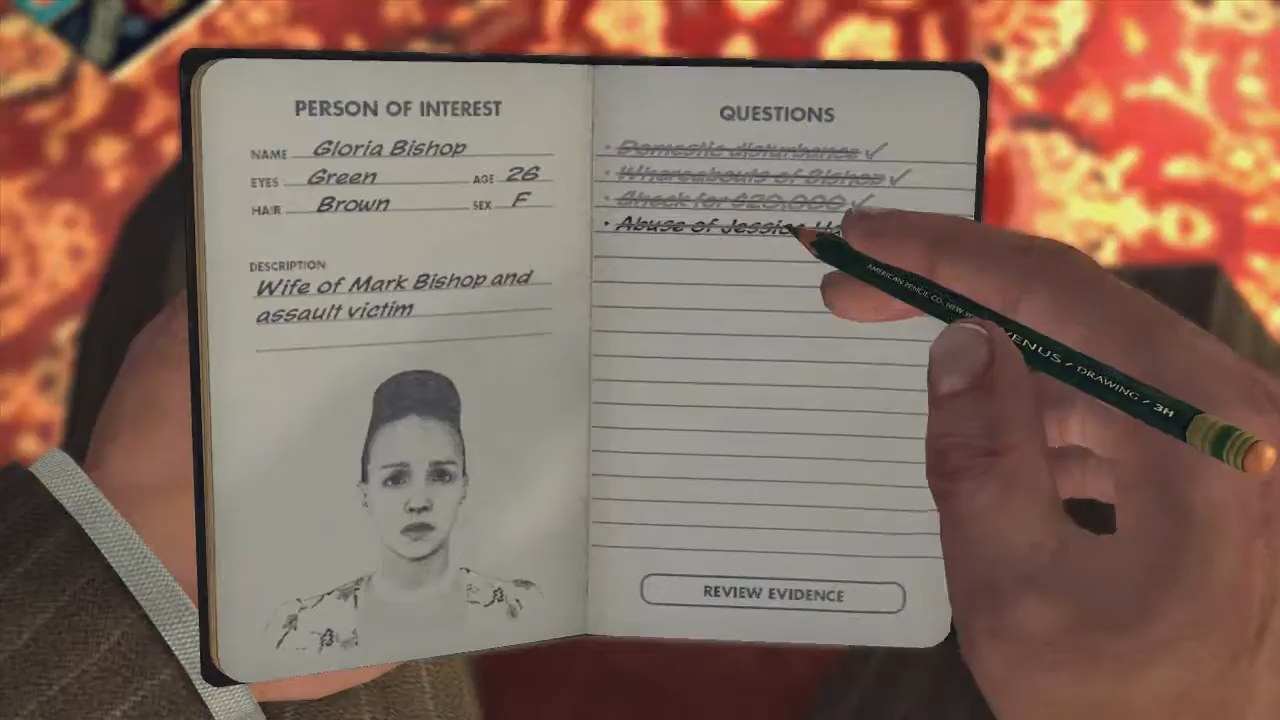 PERSON OF INTEREST
NAME Gloria Bishop
EYES Green AGE 26
HAIR Brown SEX F
DESCRIPTION
Wife of Mark Bishop and
assault victim
QUESTIONS
· Domestic disturbance ✓
· Whereabouts of Bishop ✓
· Check for $20,000 ✓
· Abuse of Jessica
REVIEW EVIDENCE
AMERICAN PENCIL CO. NEW
VENUS / DRAWING / 3H